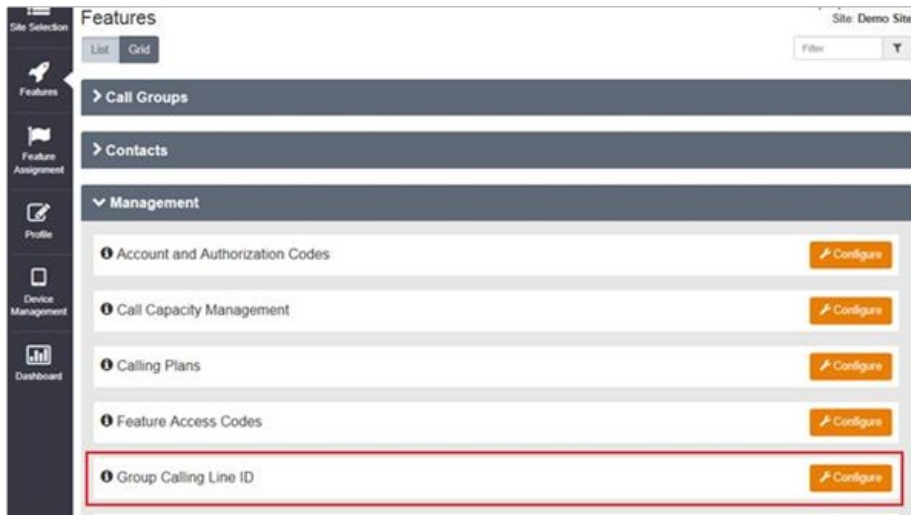 Site Selection
Features
Feature
Assignment
Profile
Device
Management
Dashboard
Features
Site: Demo Site
List Grid
Filter
Call Groups
Contacts
Management
Account and Authorization Codes Configure
Call Capacity Management Configure
Calling Plans Configure
Feature Access Codes Configure
Group Calling Line ID Configure